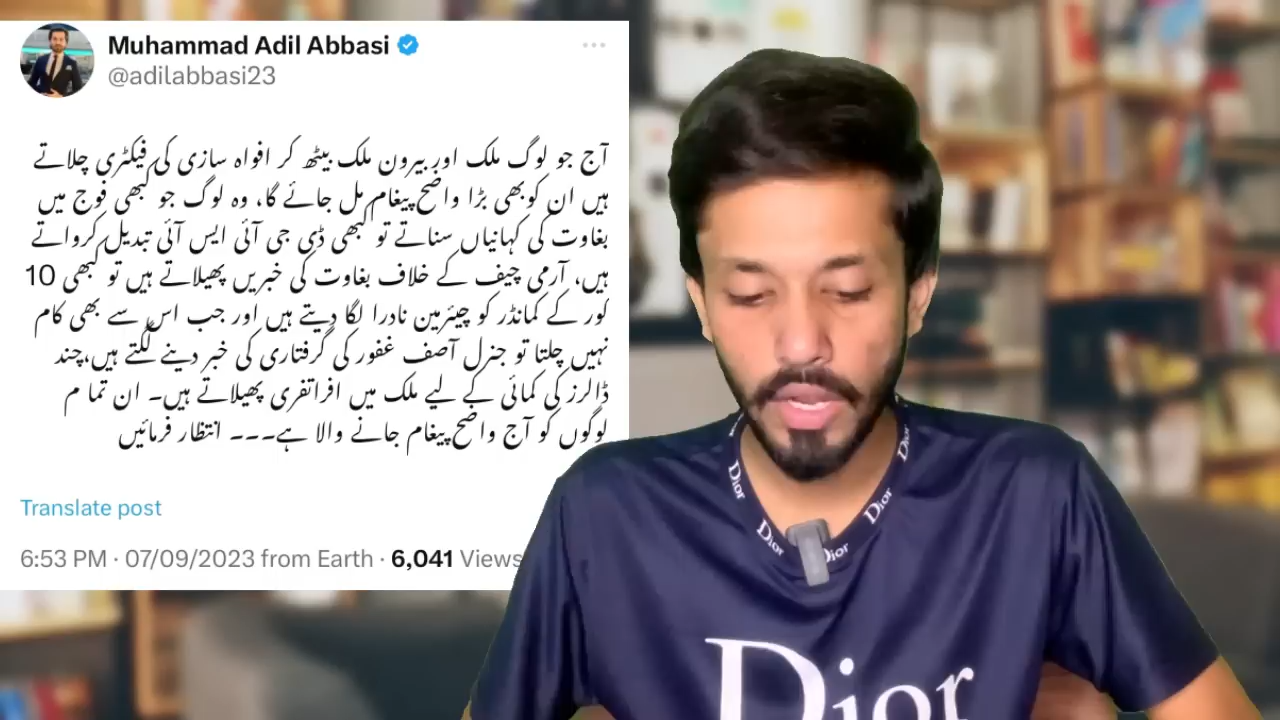 Muhammad Adil Abbasi
@adilabbasi23
آج جو لوگ ملک اور بیرون ملک بیٹھ کر افواہ سازی کی فیکٹری چلاتے
ہیں ان کوبھی بڑا واضح پیغام مل جائے گا، وہ لوگ جو کبھی فوج میں
بغاوت کی کہانیاں سناتے تو کبھی ڈی جی آئی ایس آئی تبدیل کرواتے
ہیں، آرمی چیف کے خلاف بغاوت کی خبریں پھیلاتے ہیں تو کبھی 10
کور کے کمانڈر کو چیئرمین نادرا لگا دیتے ہیں اور جب اس سے بھی کام
نہیں چلتا تو جنرل آصف غفور کی گرفتاری کی خبر دینے لگتے ہیں،چند
ڈالرز کی کمائی کے لیے ملک میں افراتفری پھیلاتے ہیں۔ ان تما م
لوگوں کو آج واضح پیغام جانے والا ہے۔۔۔ انتظار فرمائیں
Translate post
6:53 PM · 07/09/2023 from Earth · 6,041 Views
Dior
Dior
Dior
Dior
Dior
Dior